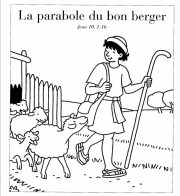 La parabole du bon berger
Jean 10, 1-16